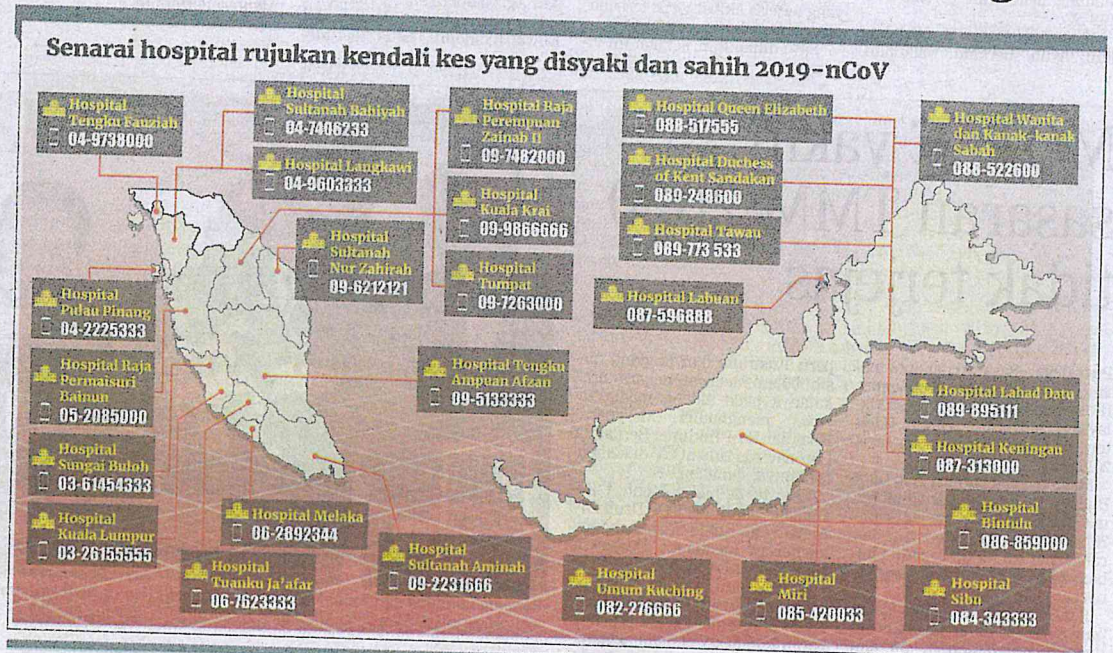 Senarai hospital rujukan kendali kes yang disyaki dan sahih 2019-nCoV
Hospital
Tengku Fauziah
04-9738000
Hospital
Sultanah Bahiyah
04-7406233
Hospital Langkawi
04-9603333
Hospital Raja
Perempuan
Zainab II
09-7482000
Hospital
Kuala Krai
09-9866666
Hospital
Tumpat
09-7263000
Hospital
Sultanah
Nur Zahirah
09-6212121
Hospital
Pulau Pinang
04-2225333
Hospital Raja
Permaisuri
Bainun
05-2085000
Hospital
Sungai Buloh
03-61454333
Hospital
Kuala Lumpur
03-26155555
Hospital
Tuanku Ja'afar
06-7623333
Hospital Melaka
06-2892344
Hospital
Sultanah Aminah
09-2231666
Hospital Tengku
Ampuan Afzan
09-5133333
Hospital Queen Elizabeth
088-517555
Hospital Duchess
of Kent Sandakan
089-248600
Hospital Tawau
089-773 533
Hospital Labuan
087-596888
Hospital Wanita
dan Kanak-kanak
Sabah
088-522600
Hospital Lahad Datu
089-895111
Hospital Keningau
087-313000
Hospital
Bintulu
086-859000
Hospital
Umum Kuching
082-276666
Hospital
Miri
085-420033
Hospital
Sibu
084-343333